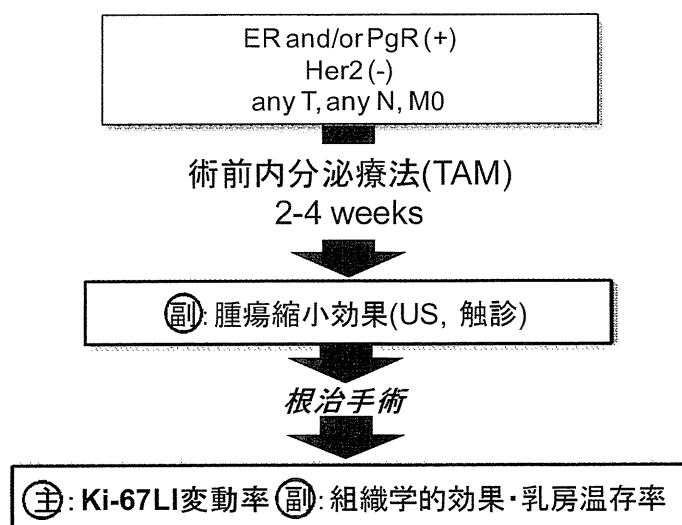 ER and/or PgR (+)
Her2 (-)
any T, any N, M0
術前内分泌療法(TAM)
2-4 weeks
副: 腫瘍縮小効果(US, 触診)
根治手術
主: Ki-67LI変動率 副: 組織学的効果・乳房温存率